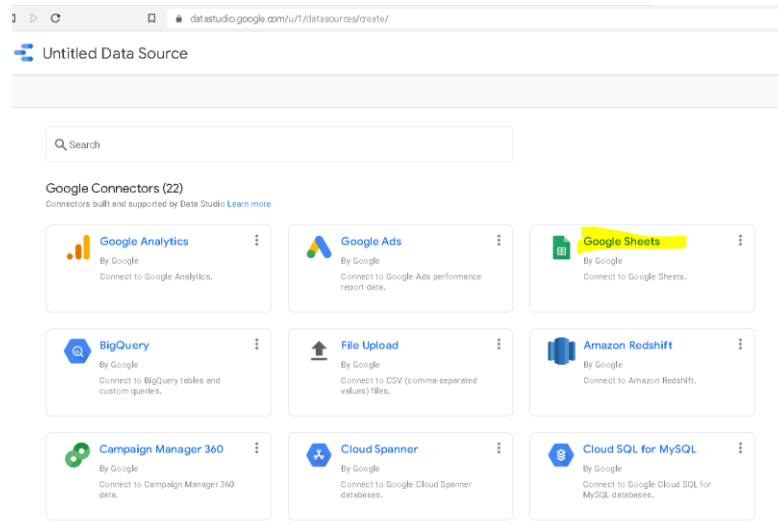 datastudio.google.com/u/1/datasources/create/
Untitled Data Source
Search
Google Connectors (22)
Connectors built and supported by Data Studio Learn more
Google Analytics
By Google
Connect to Google Analytics.
Google Ads
By Google
Connect to Google Ads performance
report data.
Google Sheets
By Google
Connect to Google Sheets.
BigQuery
By Google
Connect to BigQuery tables and
custom queries.
File Upload
By Google
Connect to CSV (comma-separated
values) files.
Amazon Redshift
By Google
Connect to Amazon Redshift.
Campaign Manager 360
By Google
Connect to Campaign Manager 360
data.
Cloud Spanner
By Google
Connect to Google Cloud Spanner
databases.
Cloud SQL for MySQL
By Google
Connect to Google Cloud SQL for
MySQL databases.